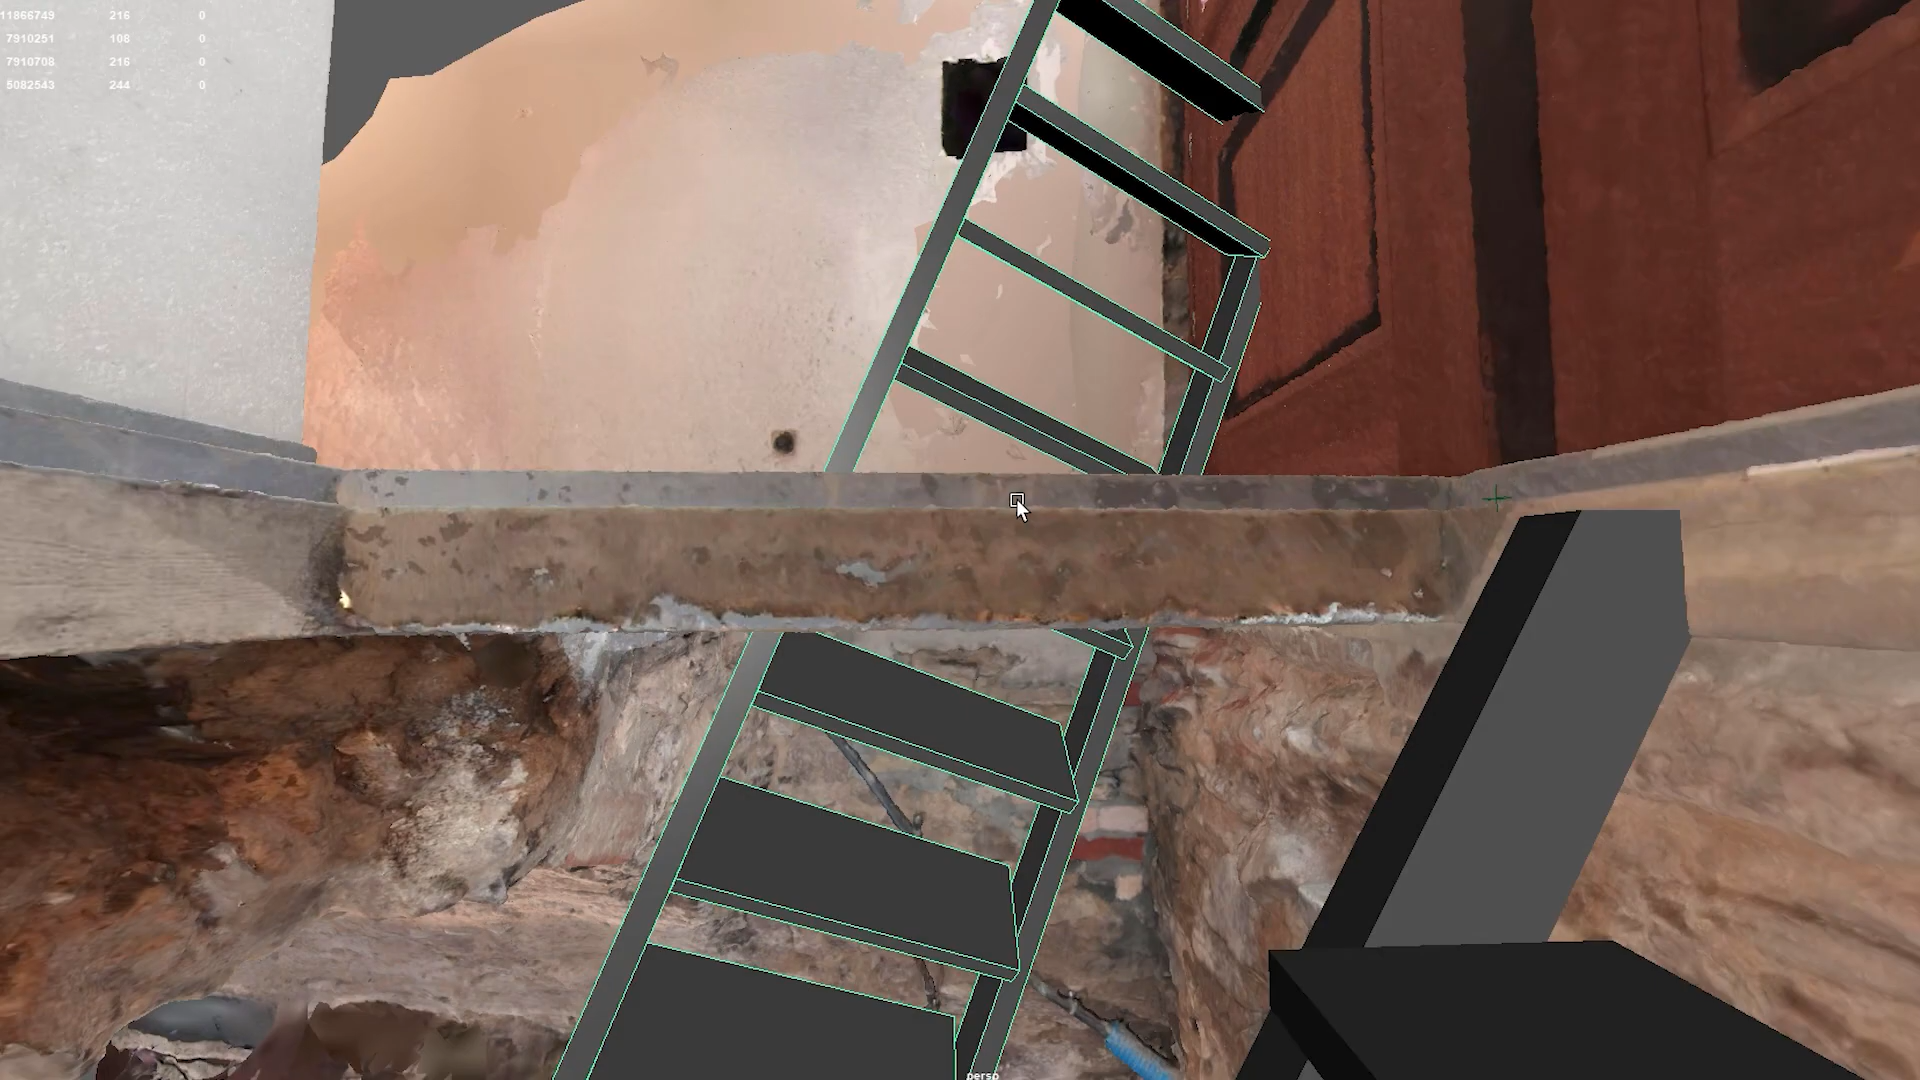 11866749 216 0
7910251 108 0
7910708 216 0
5082543 244 0
persp